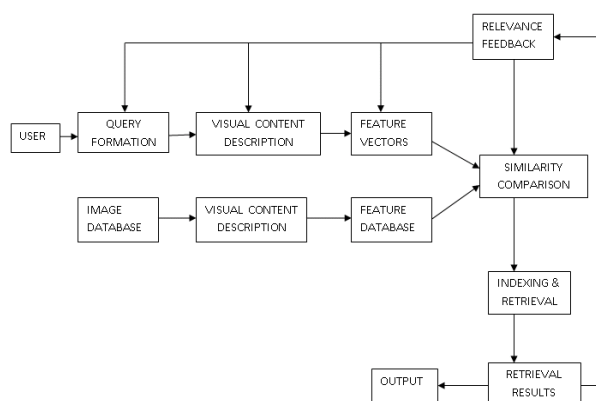 RELEVANCE
FEEDBACK
USER
QUERY
FORMATION
VISUAL CONTENT
DESCRIPTION
FEATURE
VECTORS
SIMILARITY
COMPARISON
IMAGE
DATABASE
VISUAL CONTENT
DESCRIPTION
FEATURE
DATABASE
INDEXING &
RETRIEVAL
OUTPUT
RETRIEVAL
RESULTS